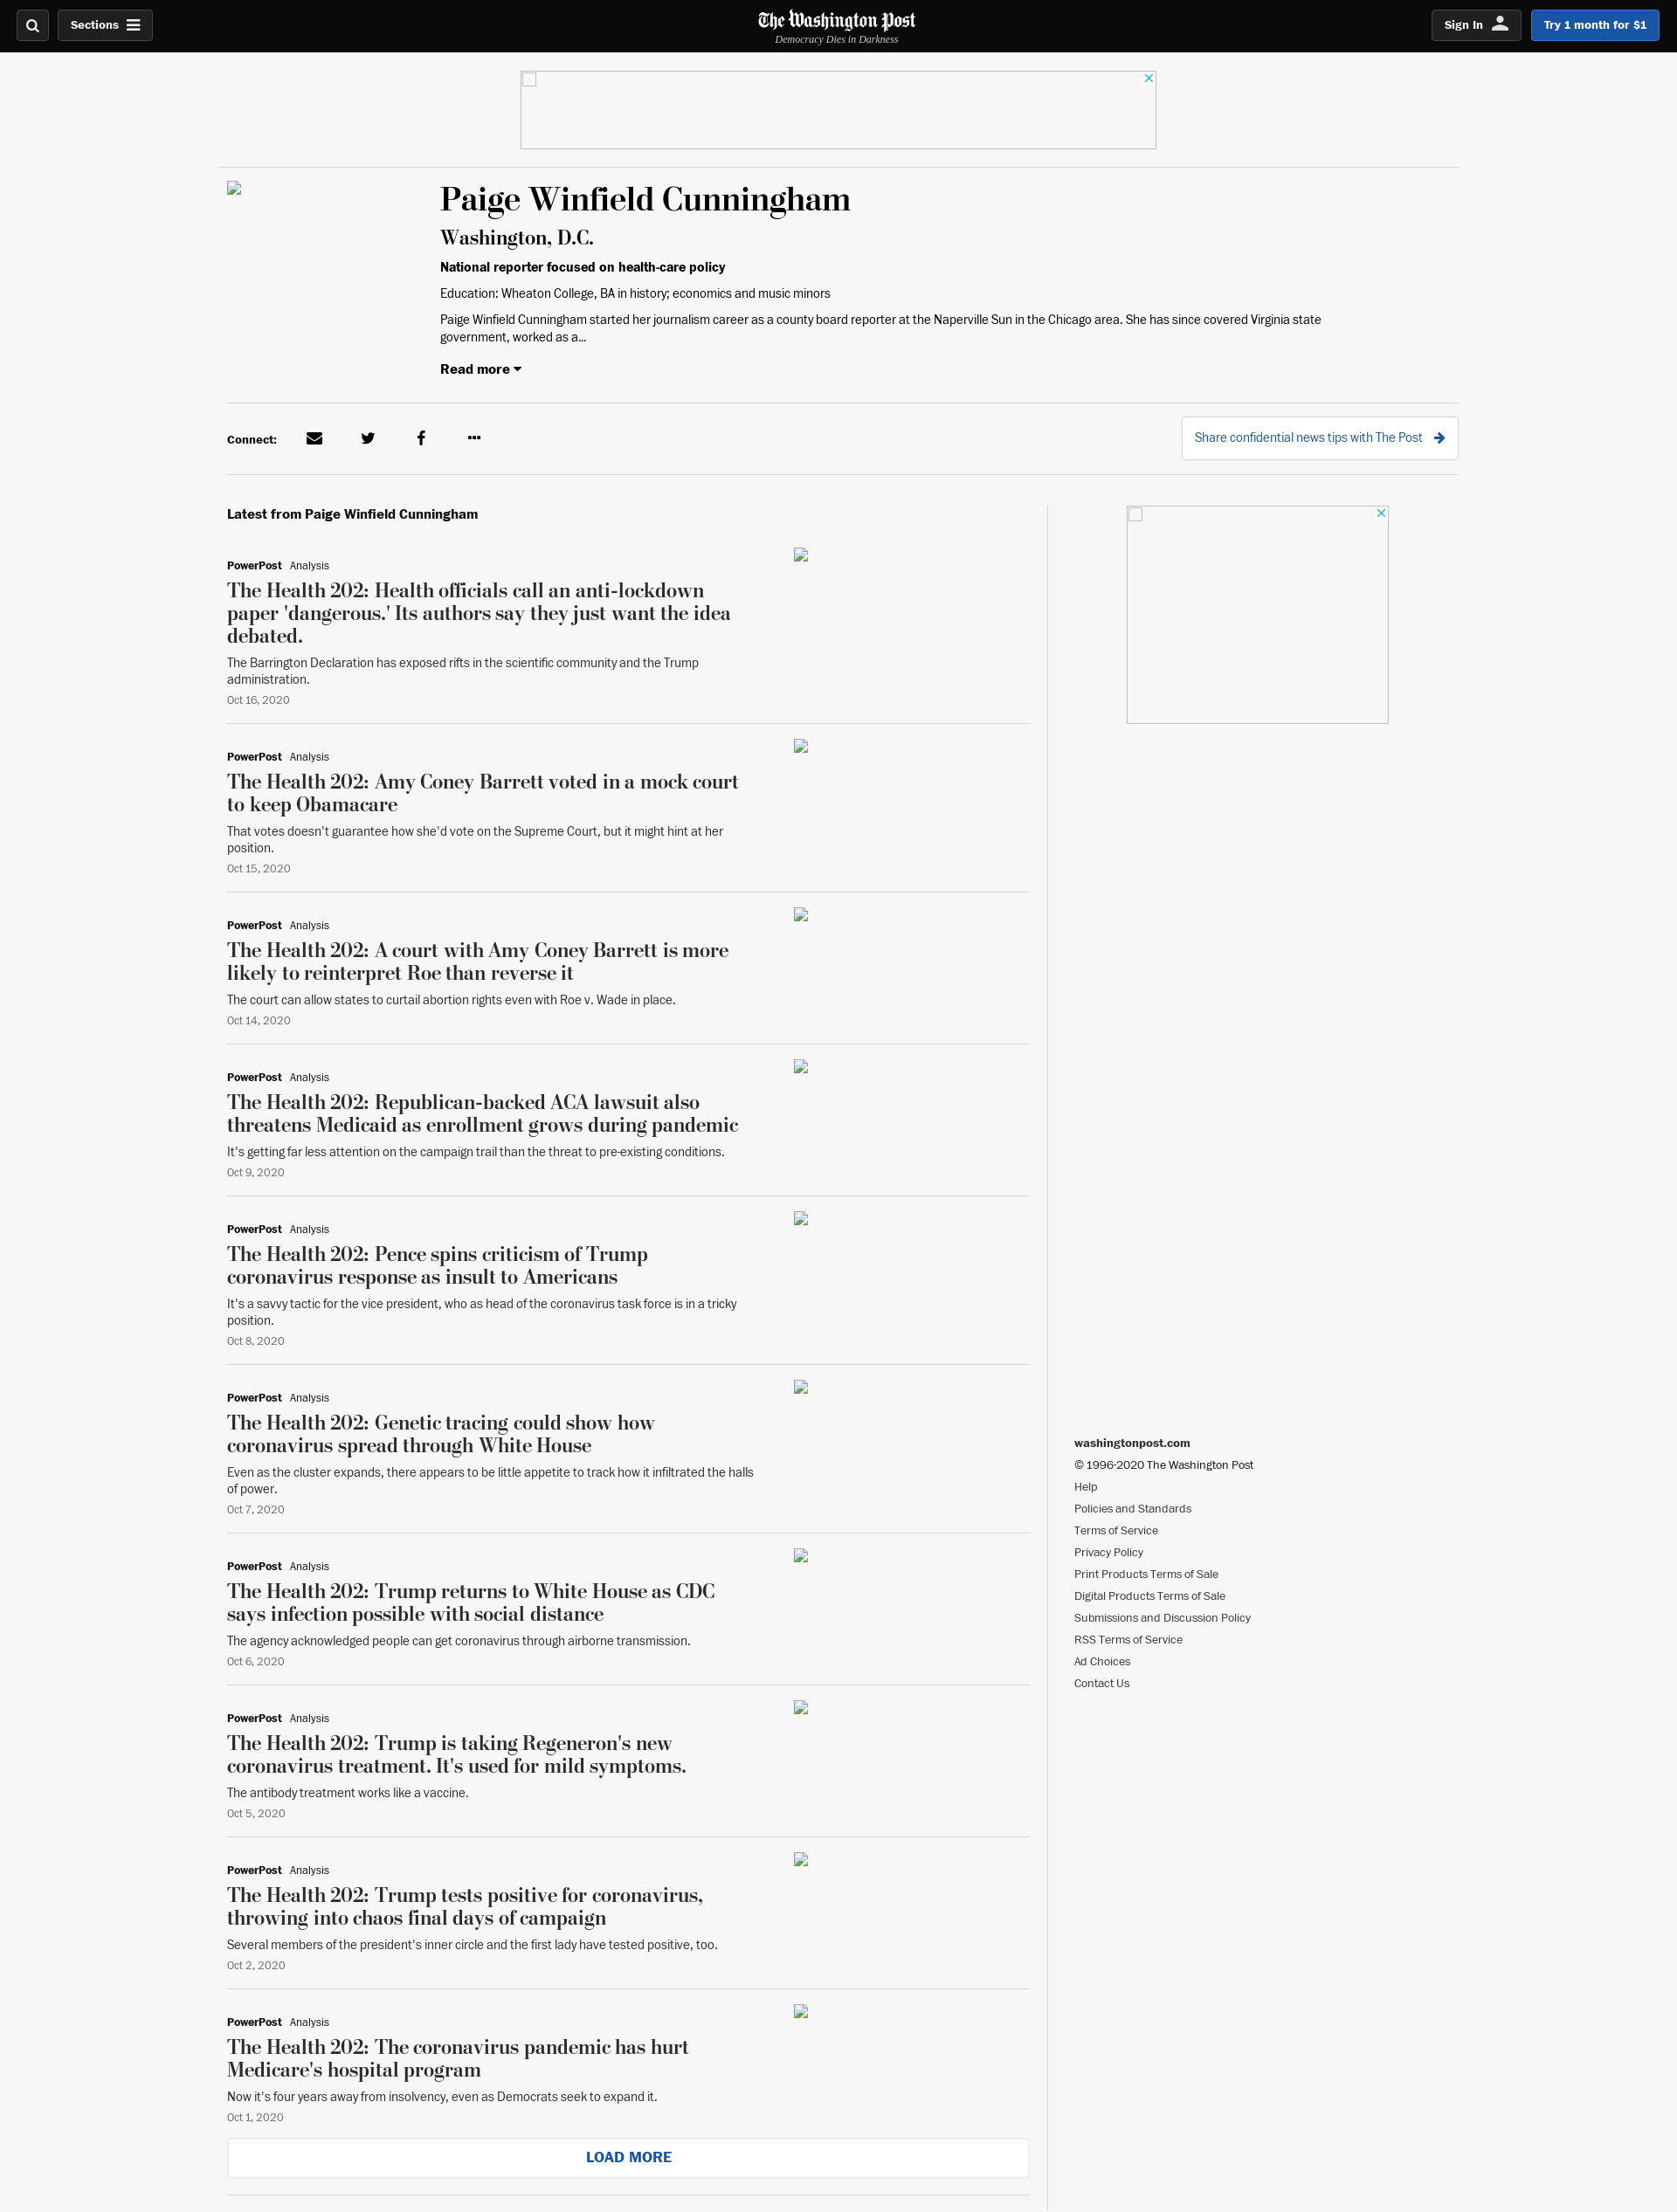 Sections
The Washington Post
Democracy Dies in Darkness
Sign In
Try 1 month for $1
Paige Winfield Cunningham
Washington, D.C.
National reporter focused on health-care policy
Education: Wheaton College, BA in history; economics and music minors
Paige Winfield Cunningham started her journalism career as a county board reporter at the Naperville Sun in the Chicago area. She has since covered Virginia state
government, worked as a...
Read more
Connect:
Share confidential news tips with The Post
Latest from Paige Winfield Cunningham
PowerPost Analysis
The Health 202: Health officials call an anti-lockdown
paper 'dangerous.' Its authors say they just want the idea
debated.
The Barrington Declaration has exposed rifts in the scientific community and the Trump
administration.
Oct 16, 2020
PowerPost Analysis
The Health 202: Amy Coney Barrett voted in a mock court
to keep Obamacare
That votes doesn't guarantee how she'd vote on the Supreme Court, but it might hint at her
position.
Oct 15, 2020
PowerPost Analysis
The Health 202: A court with Amy Coney Barrett is more
likely to reinterpret Roe than reverse it
The court can allow states to curtail abortion rights even with Roe v. Wade in place.
Oct 14, 2020
PowerPost Analysis
The Health 202: Republican-backed ACA lawsuit also
threatens Medicaid as enrollment grows during pandemic
It's getting far less attention on the campaign trail than the threat to pre-existing conditions.
Oct 9, 2020
PowerPost Analysis
The Health 202: Pence spins criticism of Trump
coronavirus response as insult to Americans
It's a savvy tactic for the vice president, who as head of the coronavirus task force is in a tricky
position.
Oct 8, 2020
PowerPost Analysis
The Health 202: Genetic tracing could show how
coronavirus spread through White House
Even as the cluster expands, there appears to be little appetite to track how it infiltrated the halls
of power.
Oct 7, 2020
PowerPost Analysis
The Health 202: Trump returns to White House as CDC
says infection possible with social distance
The agency acknowledged people can get coronavirus through airborne transmission.
Oct 6, 2020
PowerPost Analysis
The Health 202: Trump is taking Regeneron's new
coronavirus treatment. It's used for mild symptoms.
The antibody treatment works like a vaccine.
Oct 5, 2020
PowerPost Analysis
The Health 202: Trump tests positive for coronavirus,
throwing into chaos final days of campaign
Several members of the president's inner circle and the first lady have tested positive, too.
Oct 2, 2020
PowerPost Analysis
The Health 202: The coronavirus pandemic has hurt
Medicare's hospital program
Now it's four years away from insolvency, even as Democrats seek to expand it.
Oct 1, 2020
LOAD MORE
washingtonpost.com
© 1996-2020 The Washington Post
Help
Policies and Standards
Terms of Service
Privacy Policy
Print Products Terms of Sale
Digital Products Terms of Sale
Submissions and Discussion Policy
RSS Terms of Service
Ad Choices
Contact Us